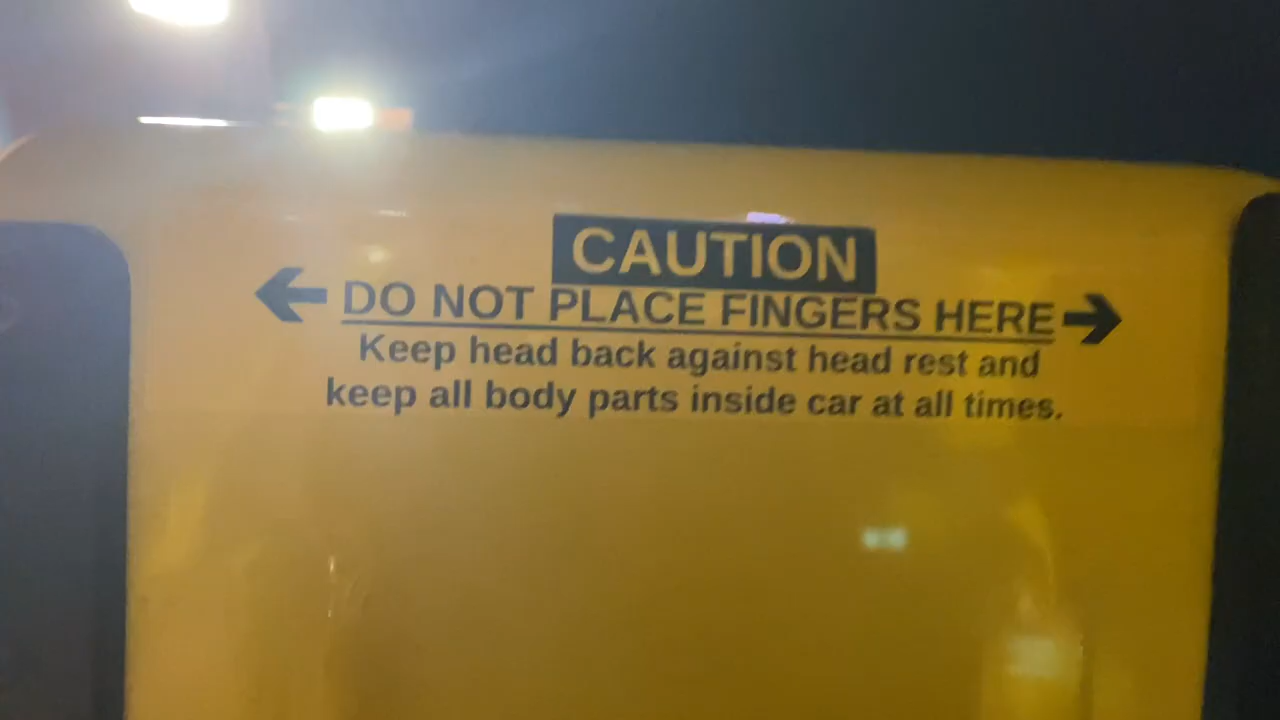 CAUTION
DO NOT PLACE FINGERS HERE
Keep head back against head rest and
keep all body parts inside car at all times.